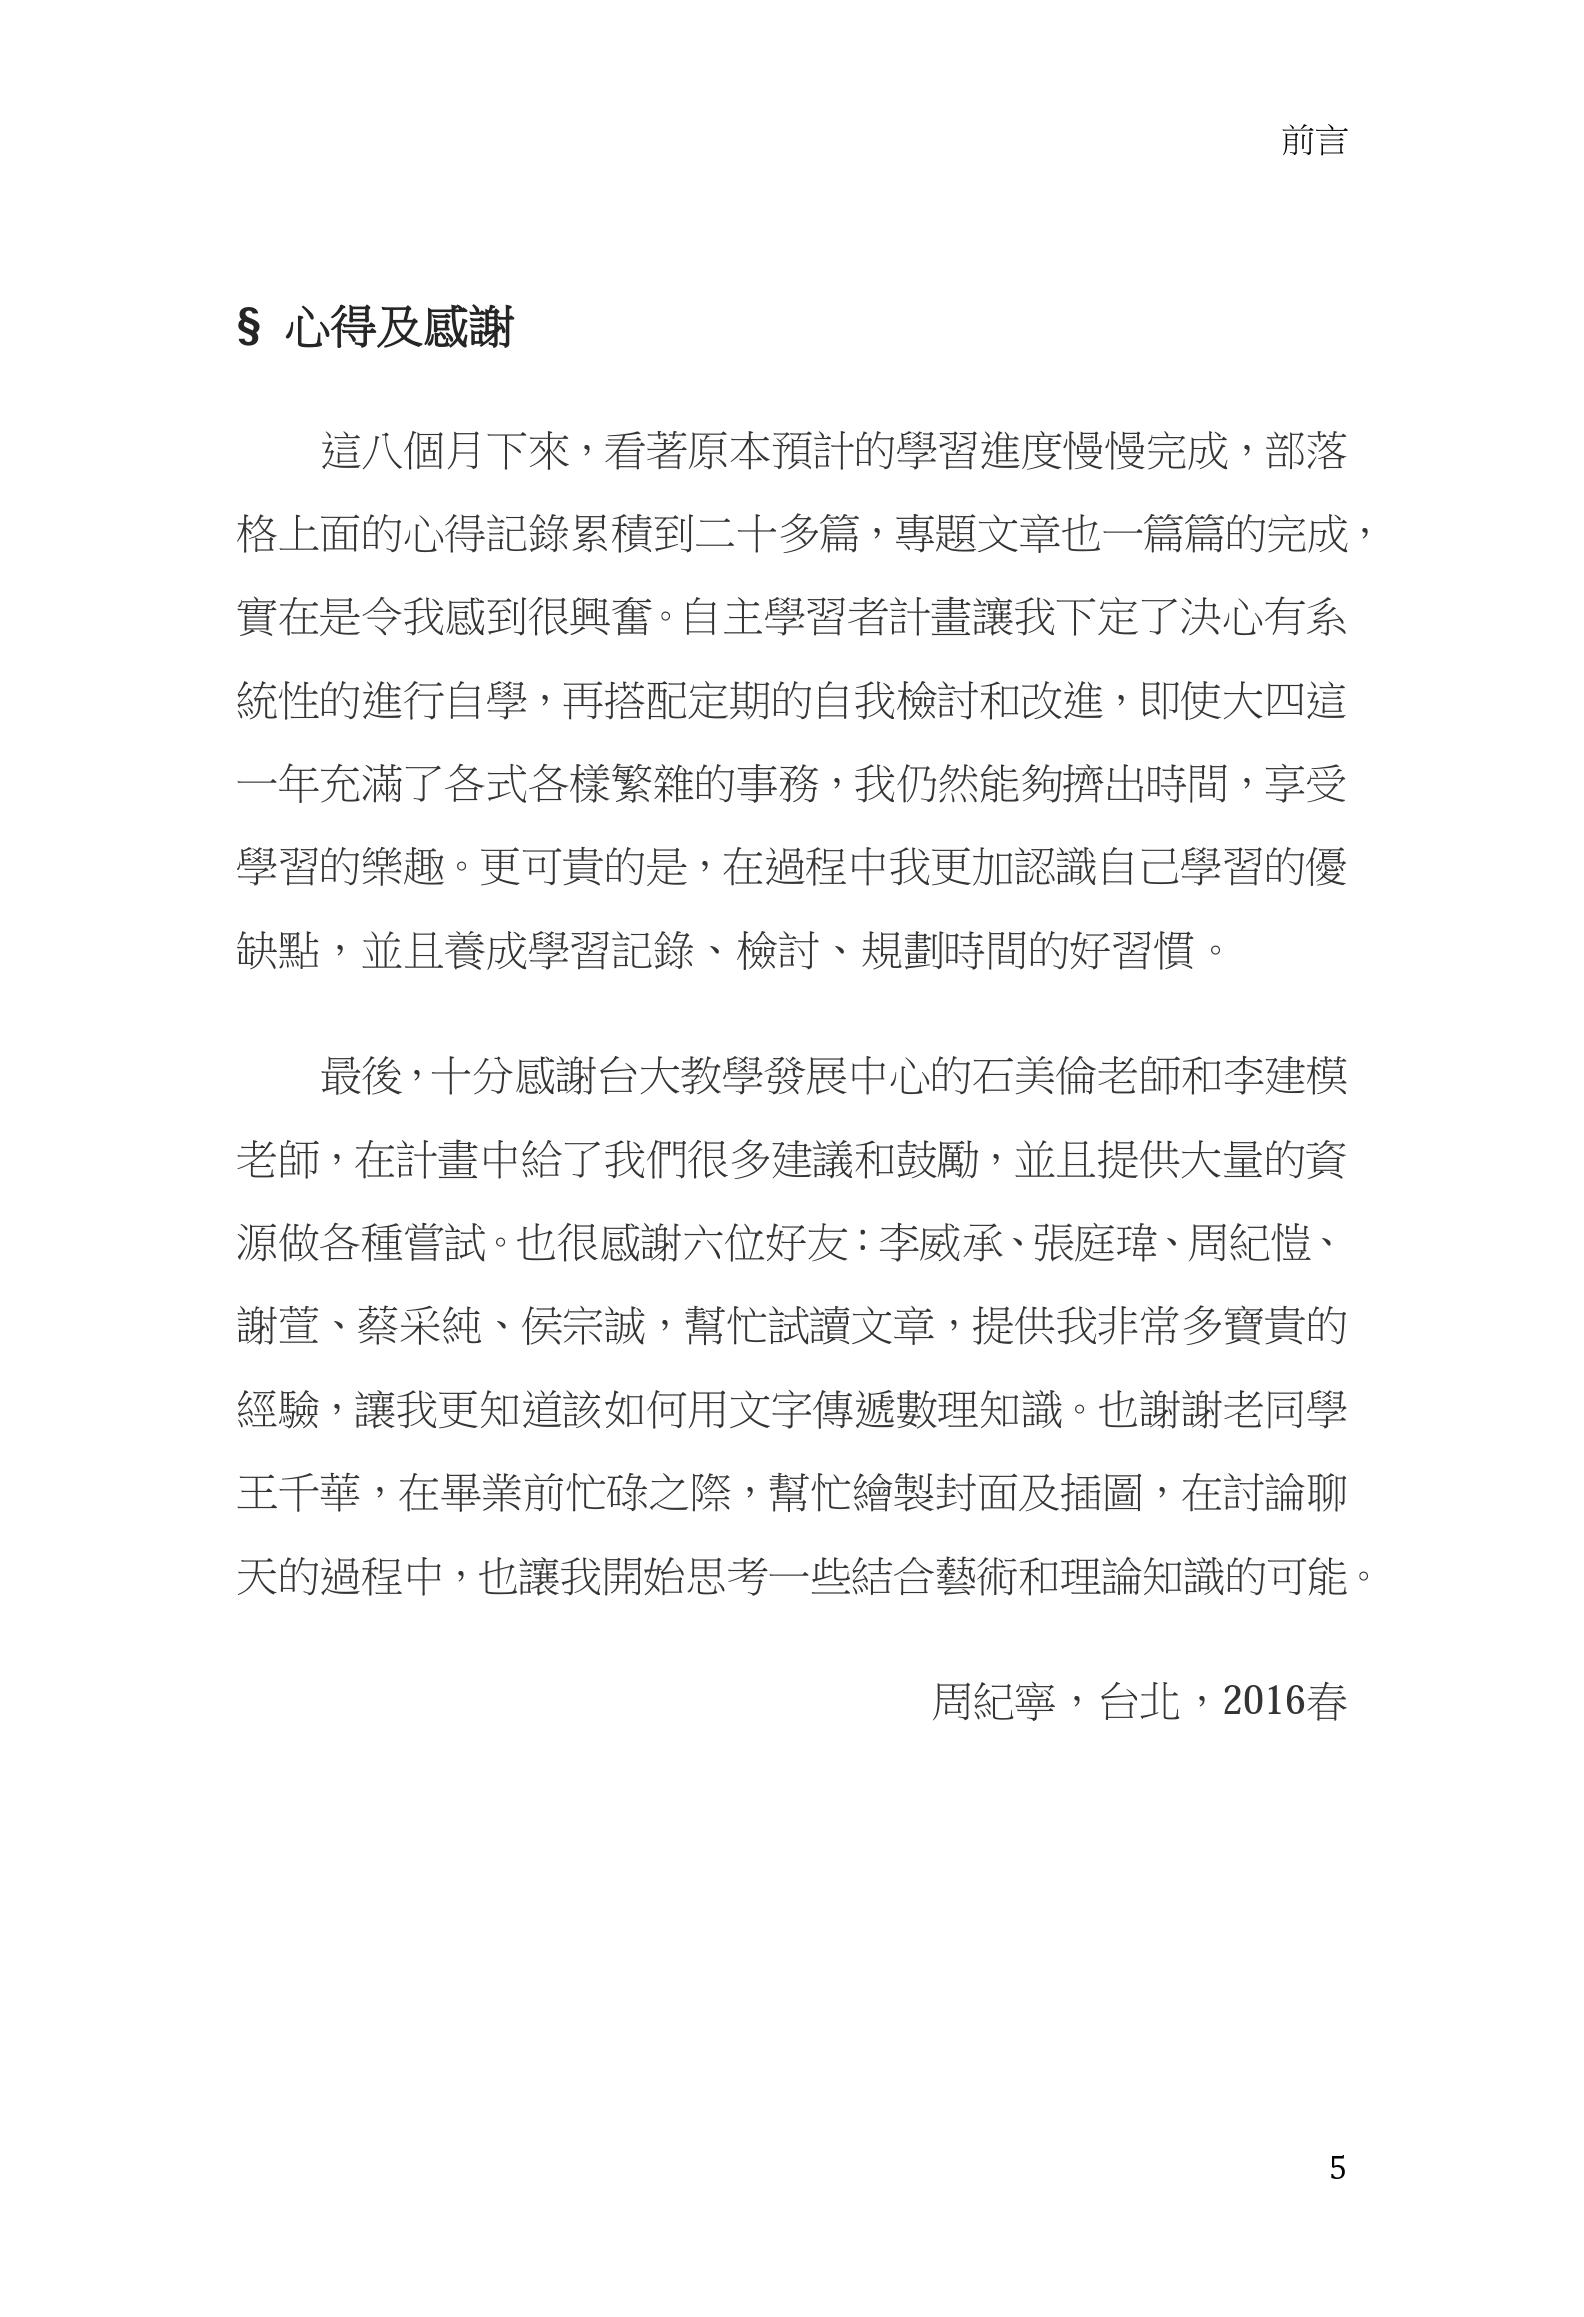 前言
§ 心得及感謝
這八個月下來，看著原本預計的學習進度慢慢完成，部落
格上面的心得記錄累積到二十多篇，專題文章也一篇篇的完成，
實在是令我感到很興奮。自主學習者計畫讓我下定了決心有系
統性的進行自學，再搭配定期的自我檢討和改進，即使大四這
一年充滿了各式各樣繁雜的事務，我仍然能夠擠出時間，享受
學習的樂趣。更可貴的是，在過程中我更加認識自己學習的優
缺點，並且養成學習記錄、檢討、規劃時間的好習慣。
最後，十分感謝台大教學發展中心的石美倫老師和李建模
老師，在計畫中給了我們很多建議和鼓勵，並且提供大量的資
源做各種嘗試。也很感謝六位好友：李威承、張庭瑋、周紀愷、
謝萱、蔡采純、侯宗誠，幫忙試讀文章，提供我非常多寶貴的
經驗，讓我更知道該如何用文字傳遞數理知識。也謝謝老同學
王千華，在畢業前忙碌之際，幫忙繪製封面及插圖，在討論聊
天的過程中，也讓我開始思考一些結合藝術和理論知識的可能。
周紀寧，台北，2016春
5